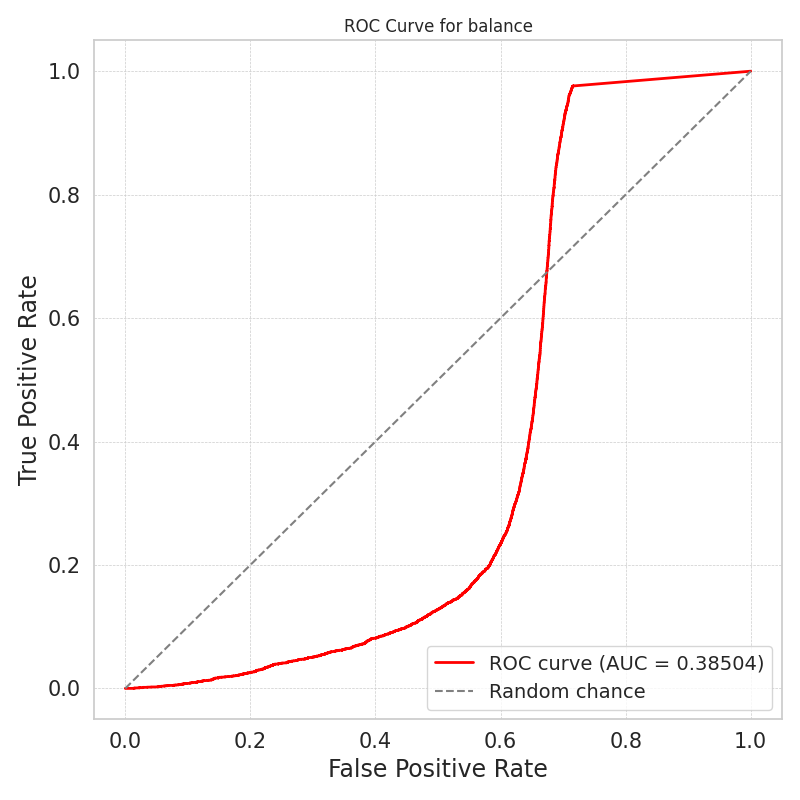 ROC Curve for balance
1.0
0.8
0.6
0.4
0.2
0.0
True Positive Rate
ROC curve (AUC = 0.38504)
Random chance
0.0 0.2 0.4 0.6 0.8 1.0
False Positive Rate